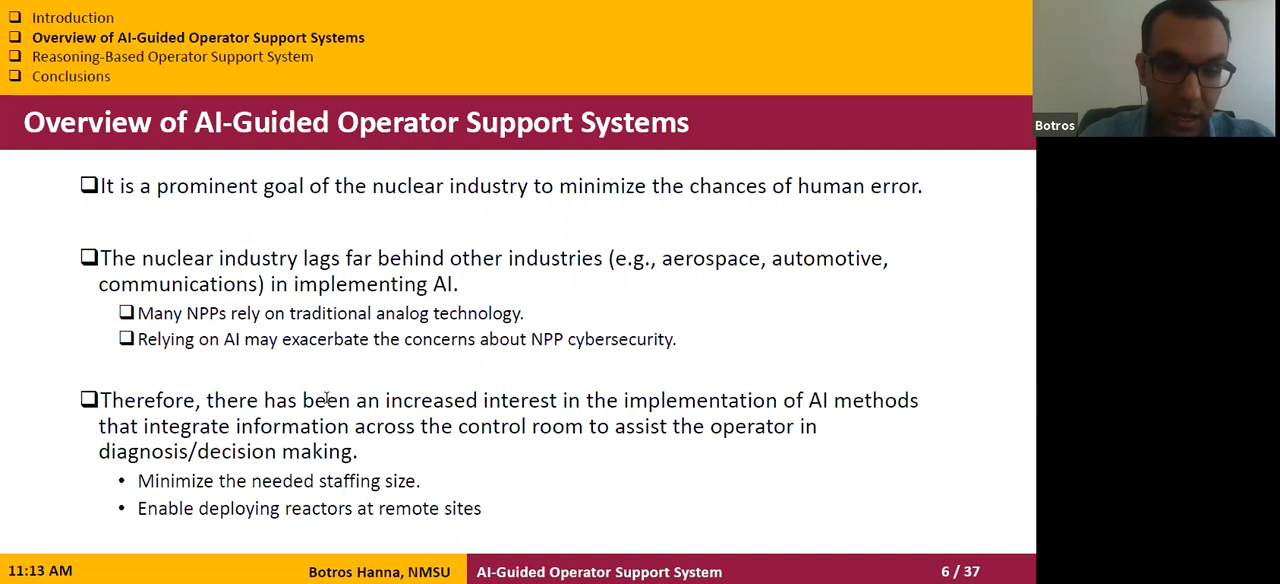 Introduction
Overview of AI-Guided Operator Support Systems
Reasoning-Based Operator Support System
Conclusions
Overview of AI-Guided Operator Support Systems
Botros
It is a prominent goal of the nuclear industry to minimize the chances of human error.
The nuclear industry lags far behind other industries (e.g., aerospace, automotive,
communications) in implementing AI.
Many NPPs rely on traditional analog technology.
Relying on AI may exacerbate the concerns about NPP cybersecurity.
Therefore, there has been an increased interest in the implementation of AI methods
that integrate information across the control room to assist the operator in
diagnosis/decision making.
• Minimize the needed staffing size.
• Enable deploying reactors at remote sites
11:13 AM
Botros Hanna, NMSU
AI-Guided Operator Support System
6 / 37